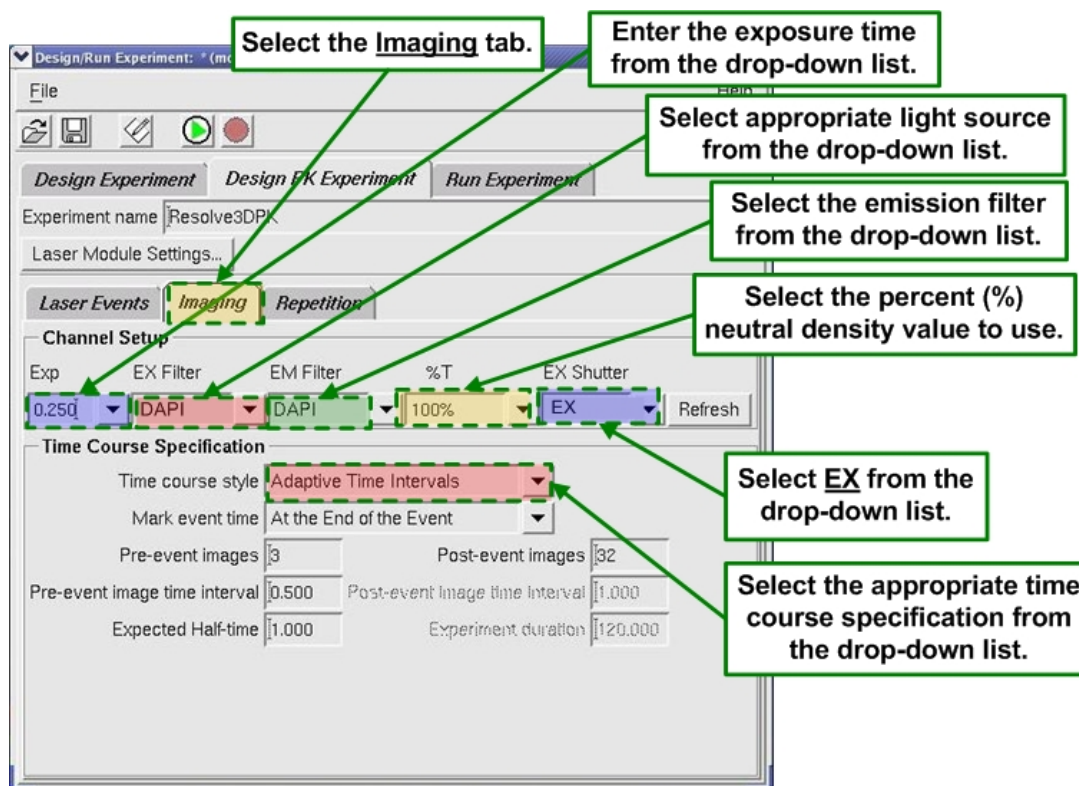 Select the Imaging tab.
Enter the exposure time
from the drop-down list.
Design/Run Experiment: * (mo
File
Help
Select appropriate light source
from the drop-down list.
Design Experiment
Design PK Experiment
Run Experiment
Experiment name
Resolve3DPK
Select the emission filter
from the drop-down list.
Laser Module Settings...
Laser Events
Imaging
Repetition
Select the percent (%)
neutral density value to use.
Channel Setup
Exp
EX Filter
EM Filter
%T
EX Shutter
0.250
DAPI
DAPI
100%
EX
Refresh
Time Course Specification
Time course style
Adaptive Time Intervals
Select EX from the
drop-down list.
Mark event time
At the End of the Event
Pre-event images
3
Post-event images
32
Pre-event image time interval
0.500
Post-event image time interval
1.000
Expected Half-time
1.000
Experiment duration
120.000
Select the appropriate time
course specification from
the drop-down list.